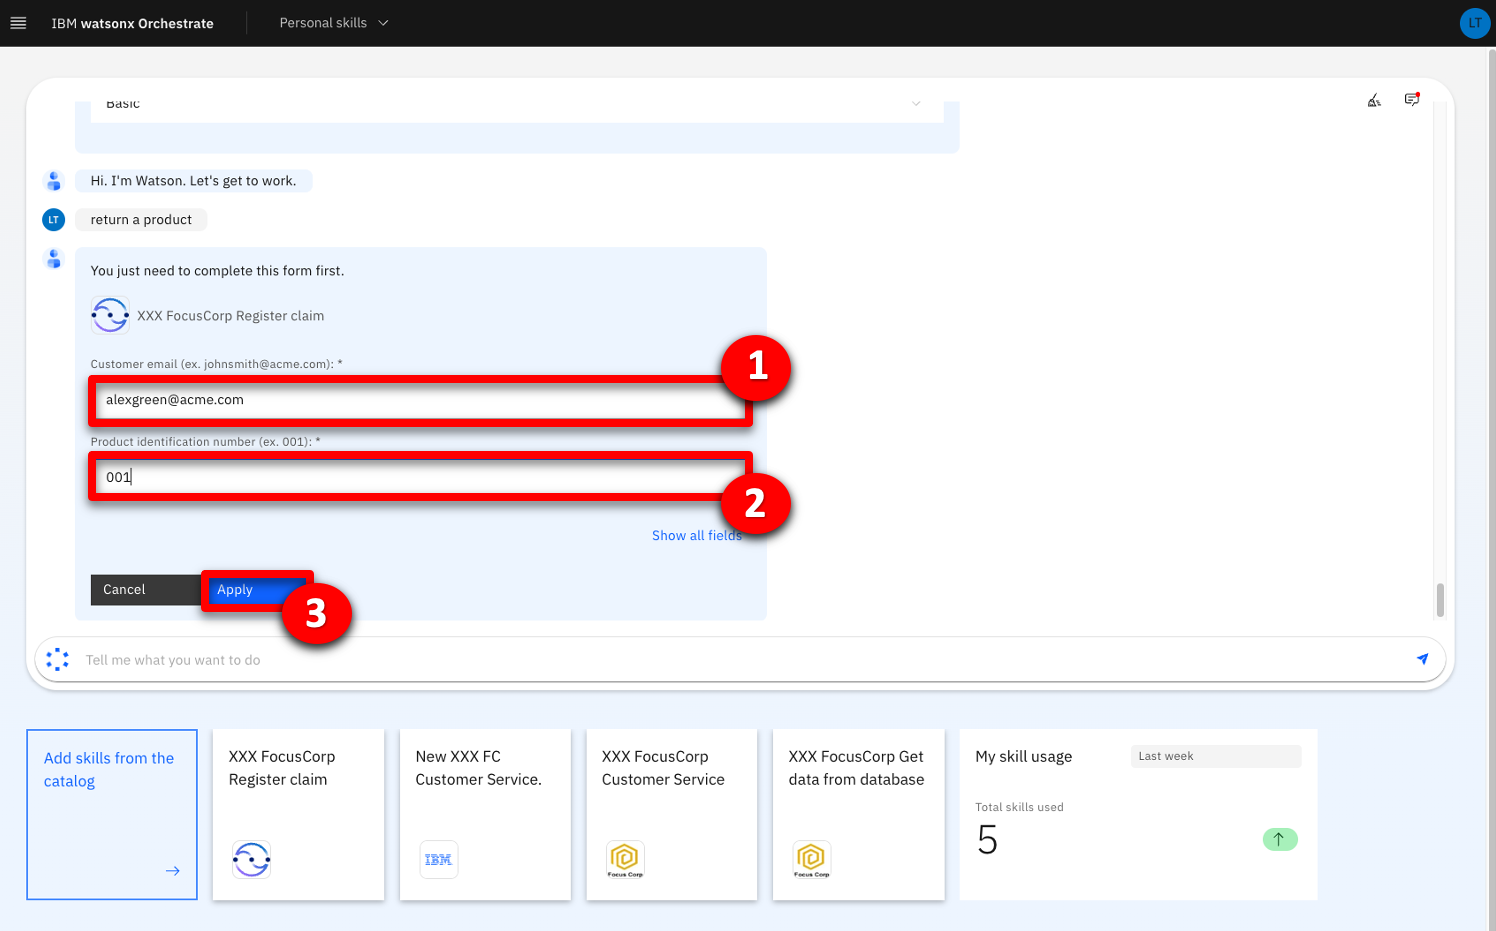 IBM watsonx Orchestrate
Personal skills
LT
Basic
Hi. I'm Watson. Let's get to work.
LT
return a product
You just need to complete this form first.
XXX FocusCorp Register claim
Customer email (ex. johnsmith@acme.com): *
1
alexgreen@acme.com
Product identification number (ex. 001): *
001
2
Show all fields
Cancel
Apply
3
Tell me what you want to do
Add skills from the
catalog
XXX FocusCorp
Register claim
New XXX FC
Customer Service.
IBM
XXX FocusCorp
Customer Service
Focus Corp
XXX FocusCorp Get
data from database
Focus Corp
My skill usage
Last week
Total skills used
5